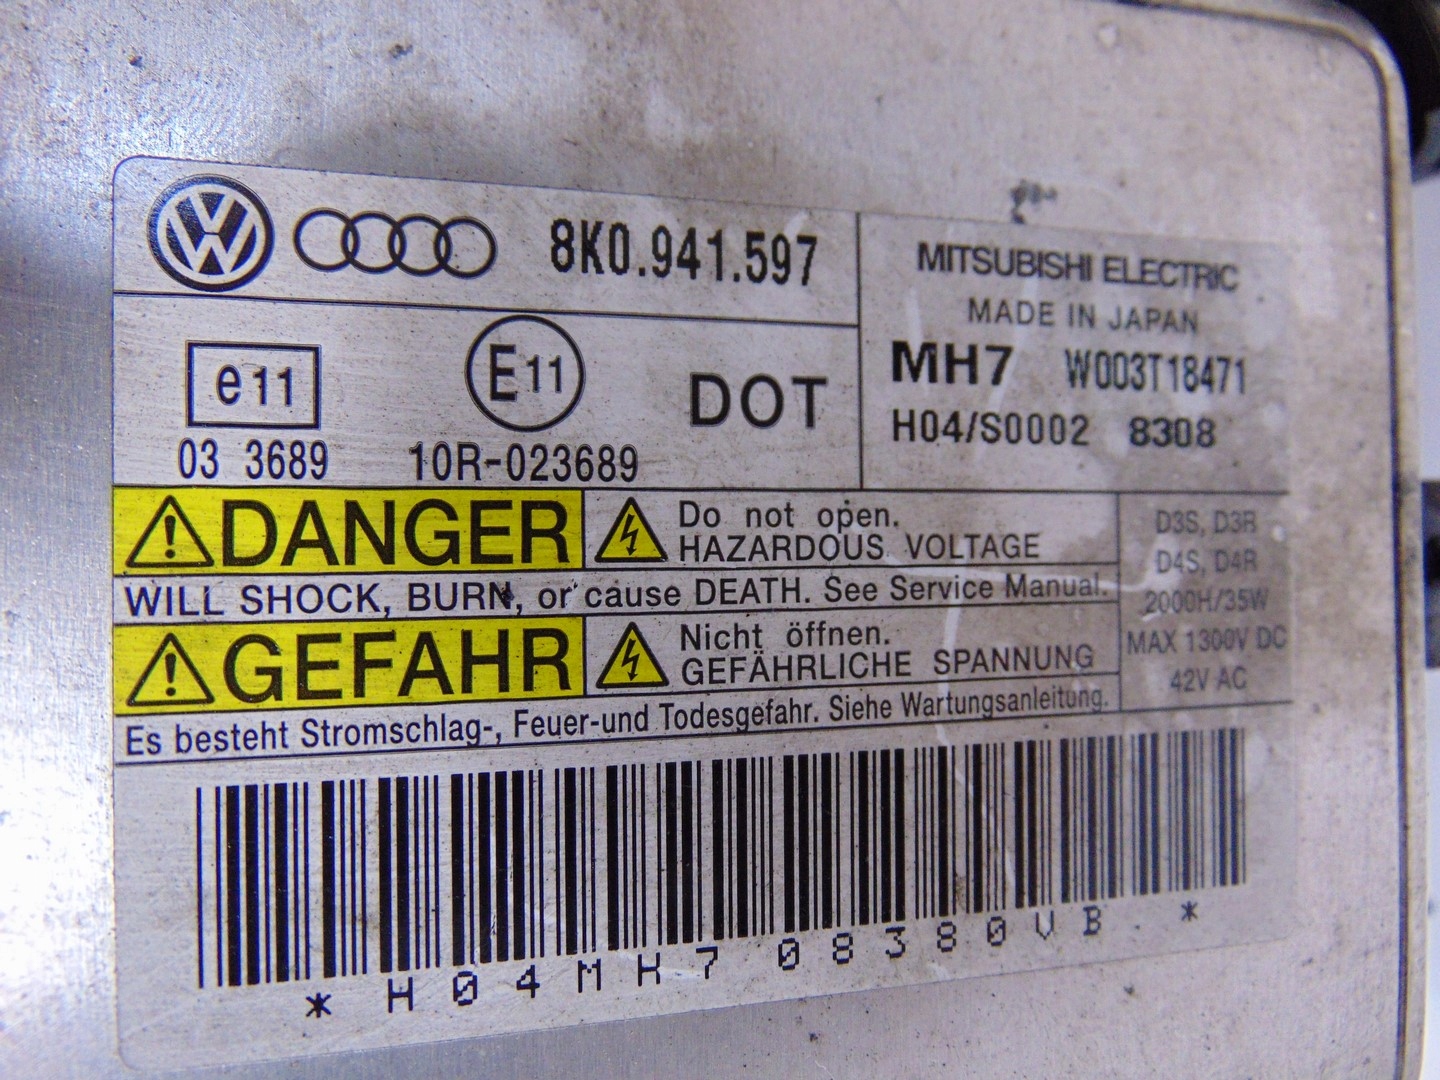 8K0.941.597
MITSUBISHI ELECTRIC
MADE IN JAPAN
MH7 W003T18471
H04/S0002 8308
e11
E11
DOT
03 3689
10R-023689
DANGER
Do not open.
HAZARDOUS VOLTAGE
WILL SHOCK, BURN, or cause DEATH. See Service Manual.
GEFAHR
Nicht öffnen.
GEFÄHRLICHE SPANNUNG
Es besteht Stromschlag-, Feuer-und Todesgefahr. Siehe Wartungsanleitung.
D3S, D3R
D4S, D4R
2000H/35W
MAX 1300V DC
42V AC
*H04MH708380VB.*